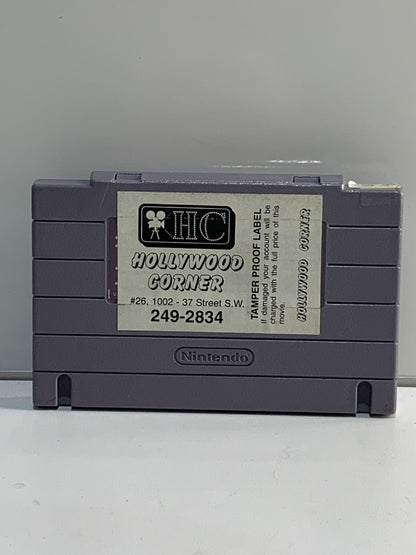 HC
HOLLYWOOD
CORNER
#26, 1002 - 37 Street S.W.
249-2834
TAMPER PROOF LABEL
If damaged your account will be
charged with the full price of this
movie.
HOLLYWOOD CORNER
Nintendo